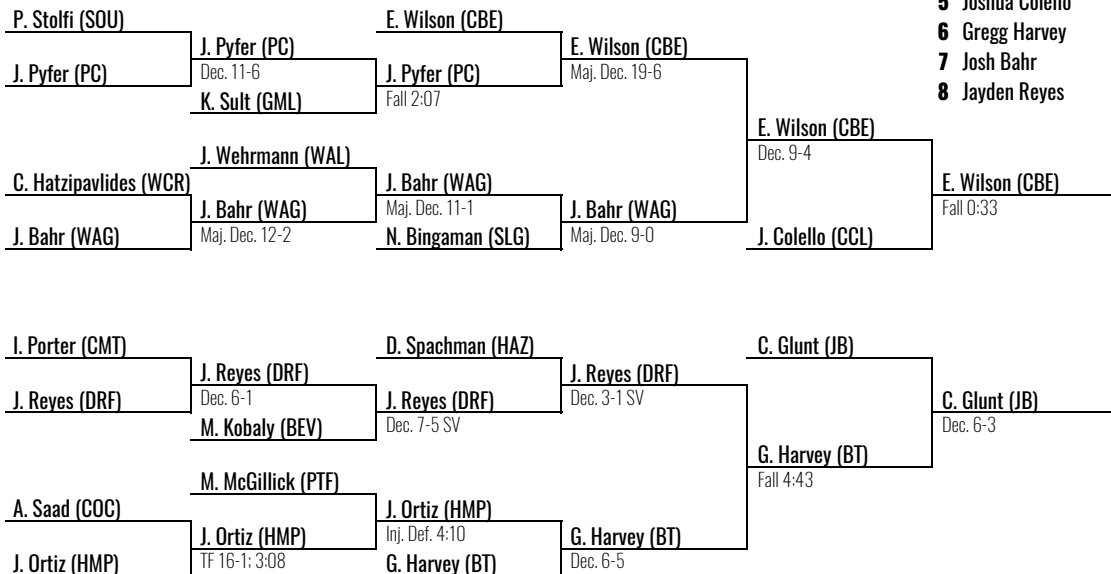 5 Joshua Colello
6 Gregg Harvey
7 Josh Bahr
8 Jayden Reyes
P. Stolfi (SOU)
J. Pyfer (PC)
J. Pyfer (PC)
Dec. 11-6
K. Sult (GML)
E. Wilson (CBE)
J. Pyfer (PC)
Fall 2:07
E. Wilson (CBE)
Maj. Dec. 19-6
C. Hatzipavlides (WCR)
J. Bahr (WAG)
J. Wehrmann (WAL)
J. Bahr (WAG)
Maj. Dec. 12-2
J. Bahr (WAG)
Maj. Dec. 11-1
N. Bingaman (SLG)
J. Bahr (WAG)
Maj. Dec. 9-0
E. Wilson (CBE)
Dec. 9-4
J. Colello (CCL)
E. Wilson (CBE)
Fall 0:33
I. Porter (CMT)
J. Reyes (DRF)
J. Reyes (DRF)
Dec. 6-1
M. Kobaly (BEV)
D. Spachman (HAZ)
J. Reyes (DRF)
Dec. 7-5 SV
J. Reyes (DRF)
Dec. 3-1 SV
A. Saad (COC)
J. Ortiz (HMP)
M. McGillick (PTF)
J. Ortiz (HMP)
TF 16-1; 3:08
J. Ortiz (HMP)
Inj. Def. 4:10
G. Harvey (BT)
G. Harvey (BT)
Dec. 6-5
C. Glunt (JB)
G. Harvey (BT)
Fall 4:43
C. Glunt (JB)
Dec. 6-3